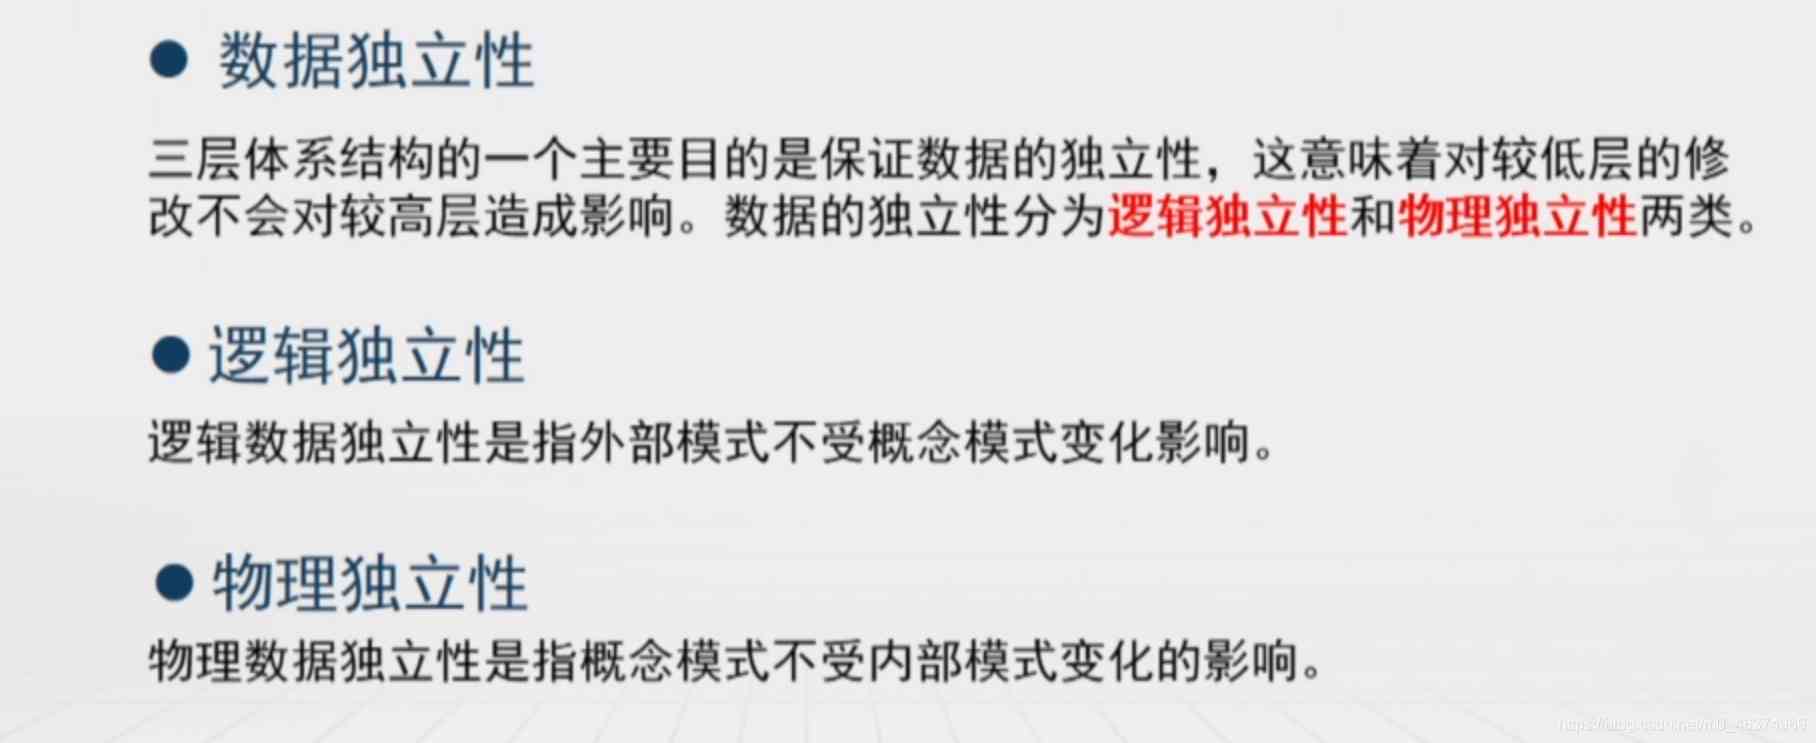 ● 数据独立性
三层体系结构的一个主要目的是保证数据的独立性，这意味着对较低层的修
改不会对较高层造成影响。数据的独立性分为逻辑独立性和物理独立性两类。
● 逻辑独立性
逻辑数据独立性是指外部模式不受概念模式变化影响。
● 物理独立性
物理数据独立性是指概念模式不受内部模式变化的影响。